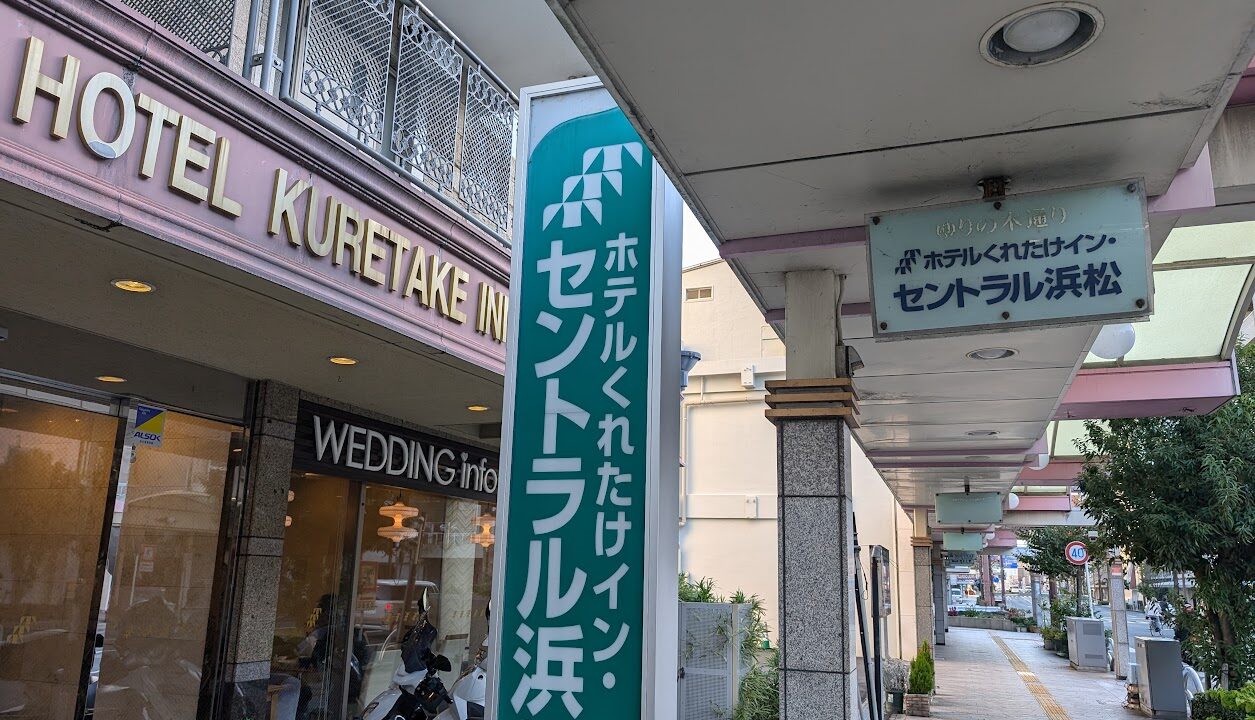 HOTEL KURETAKE INN
WEDDING info
ALSOK
ホテルくれたけイン・
セントラル浜
ゆりの木通り
ホテルくれたけイン・
セントラル浜松
40